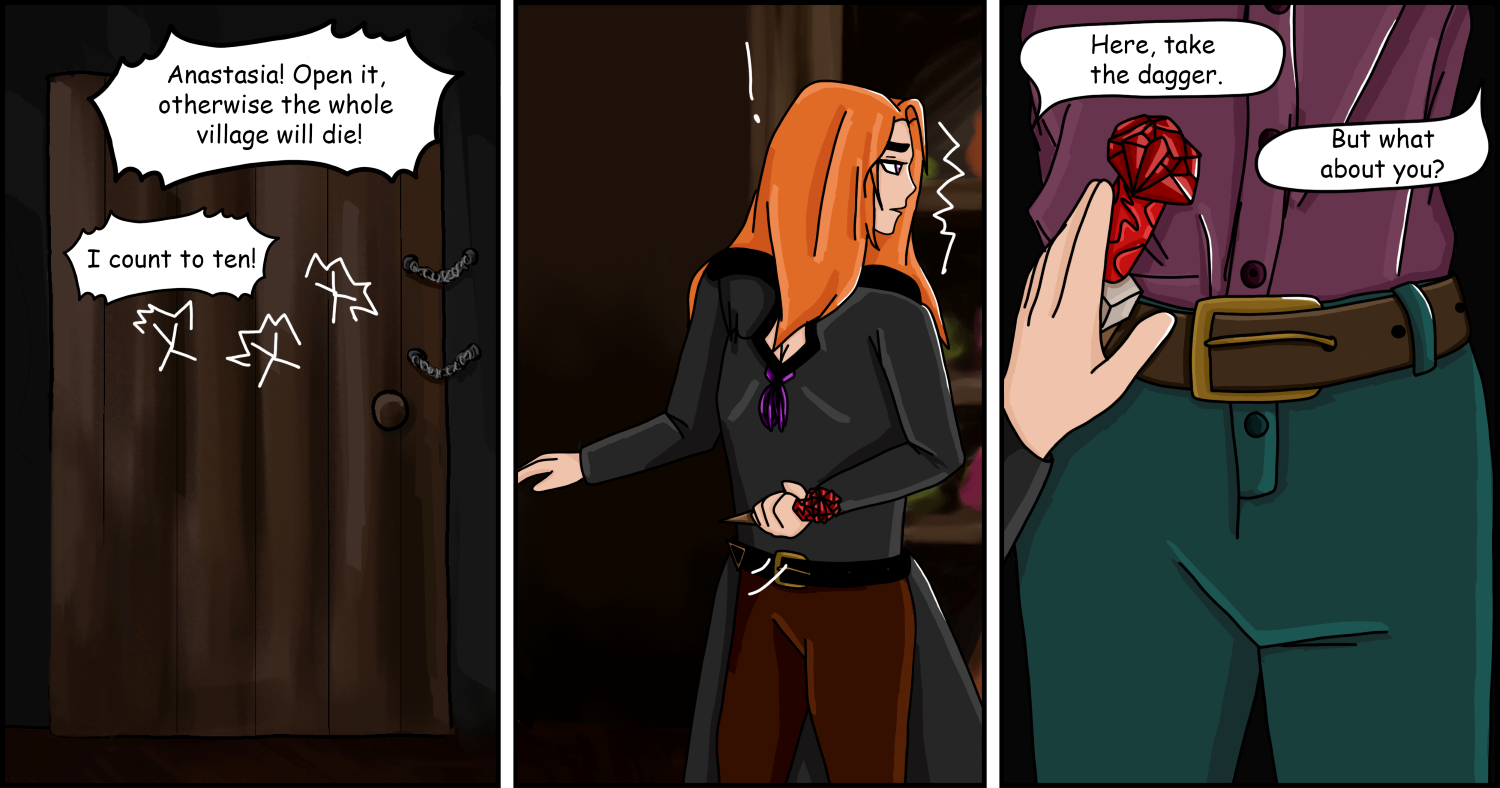 Anastasia! Open it,
otherwise the whole
village will die!
I count to ten!
Here, take
the dagger.
But what
about you?